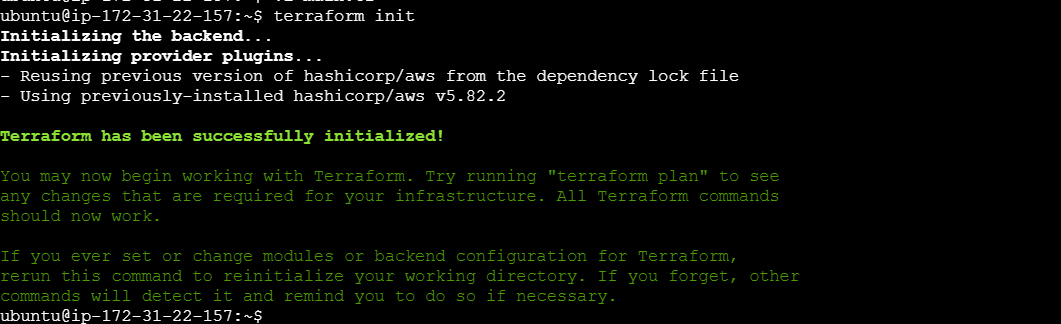 ubuntu@ip-172-31-22-157:~$ terraform init
Initializing the backend...
Initializing provider plugins...
- Reusing previous version of hashicorp/aws from the dependency lock file
- Using previously-installed hashicorp/aws v5.82.2
Terraform has been successfully initialized!
You may now begin working with Terraform. Try running "terraform plan" to see
any changes that are required for your infrastructure. All Terraform commands
should now work.
If you ever set or change modules or backend configuration for Terraform,
rerun this command to reinitialize your working directory. If you forget, other
commands will detect it and remind you to do so if necessary.
ubuntu@ip-172-31-22-157:~$